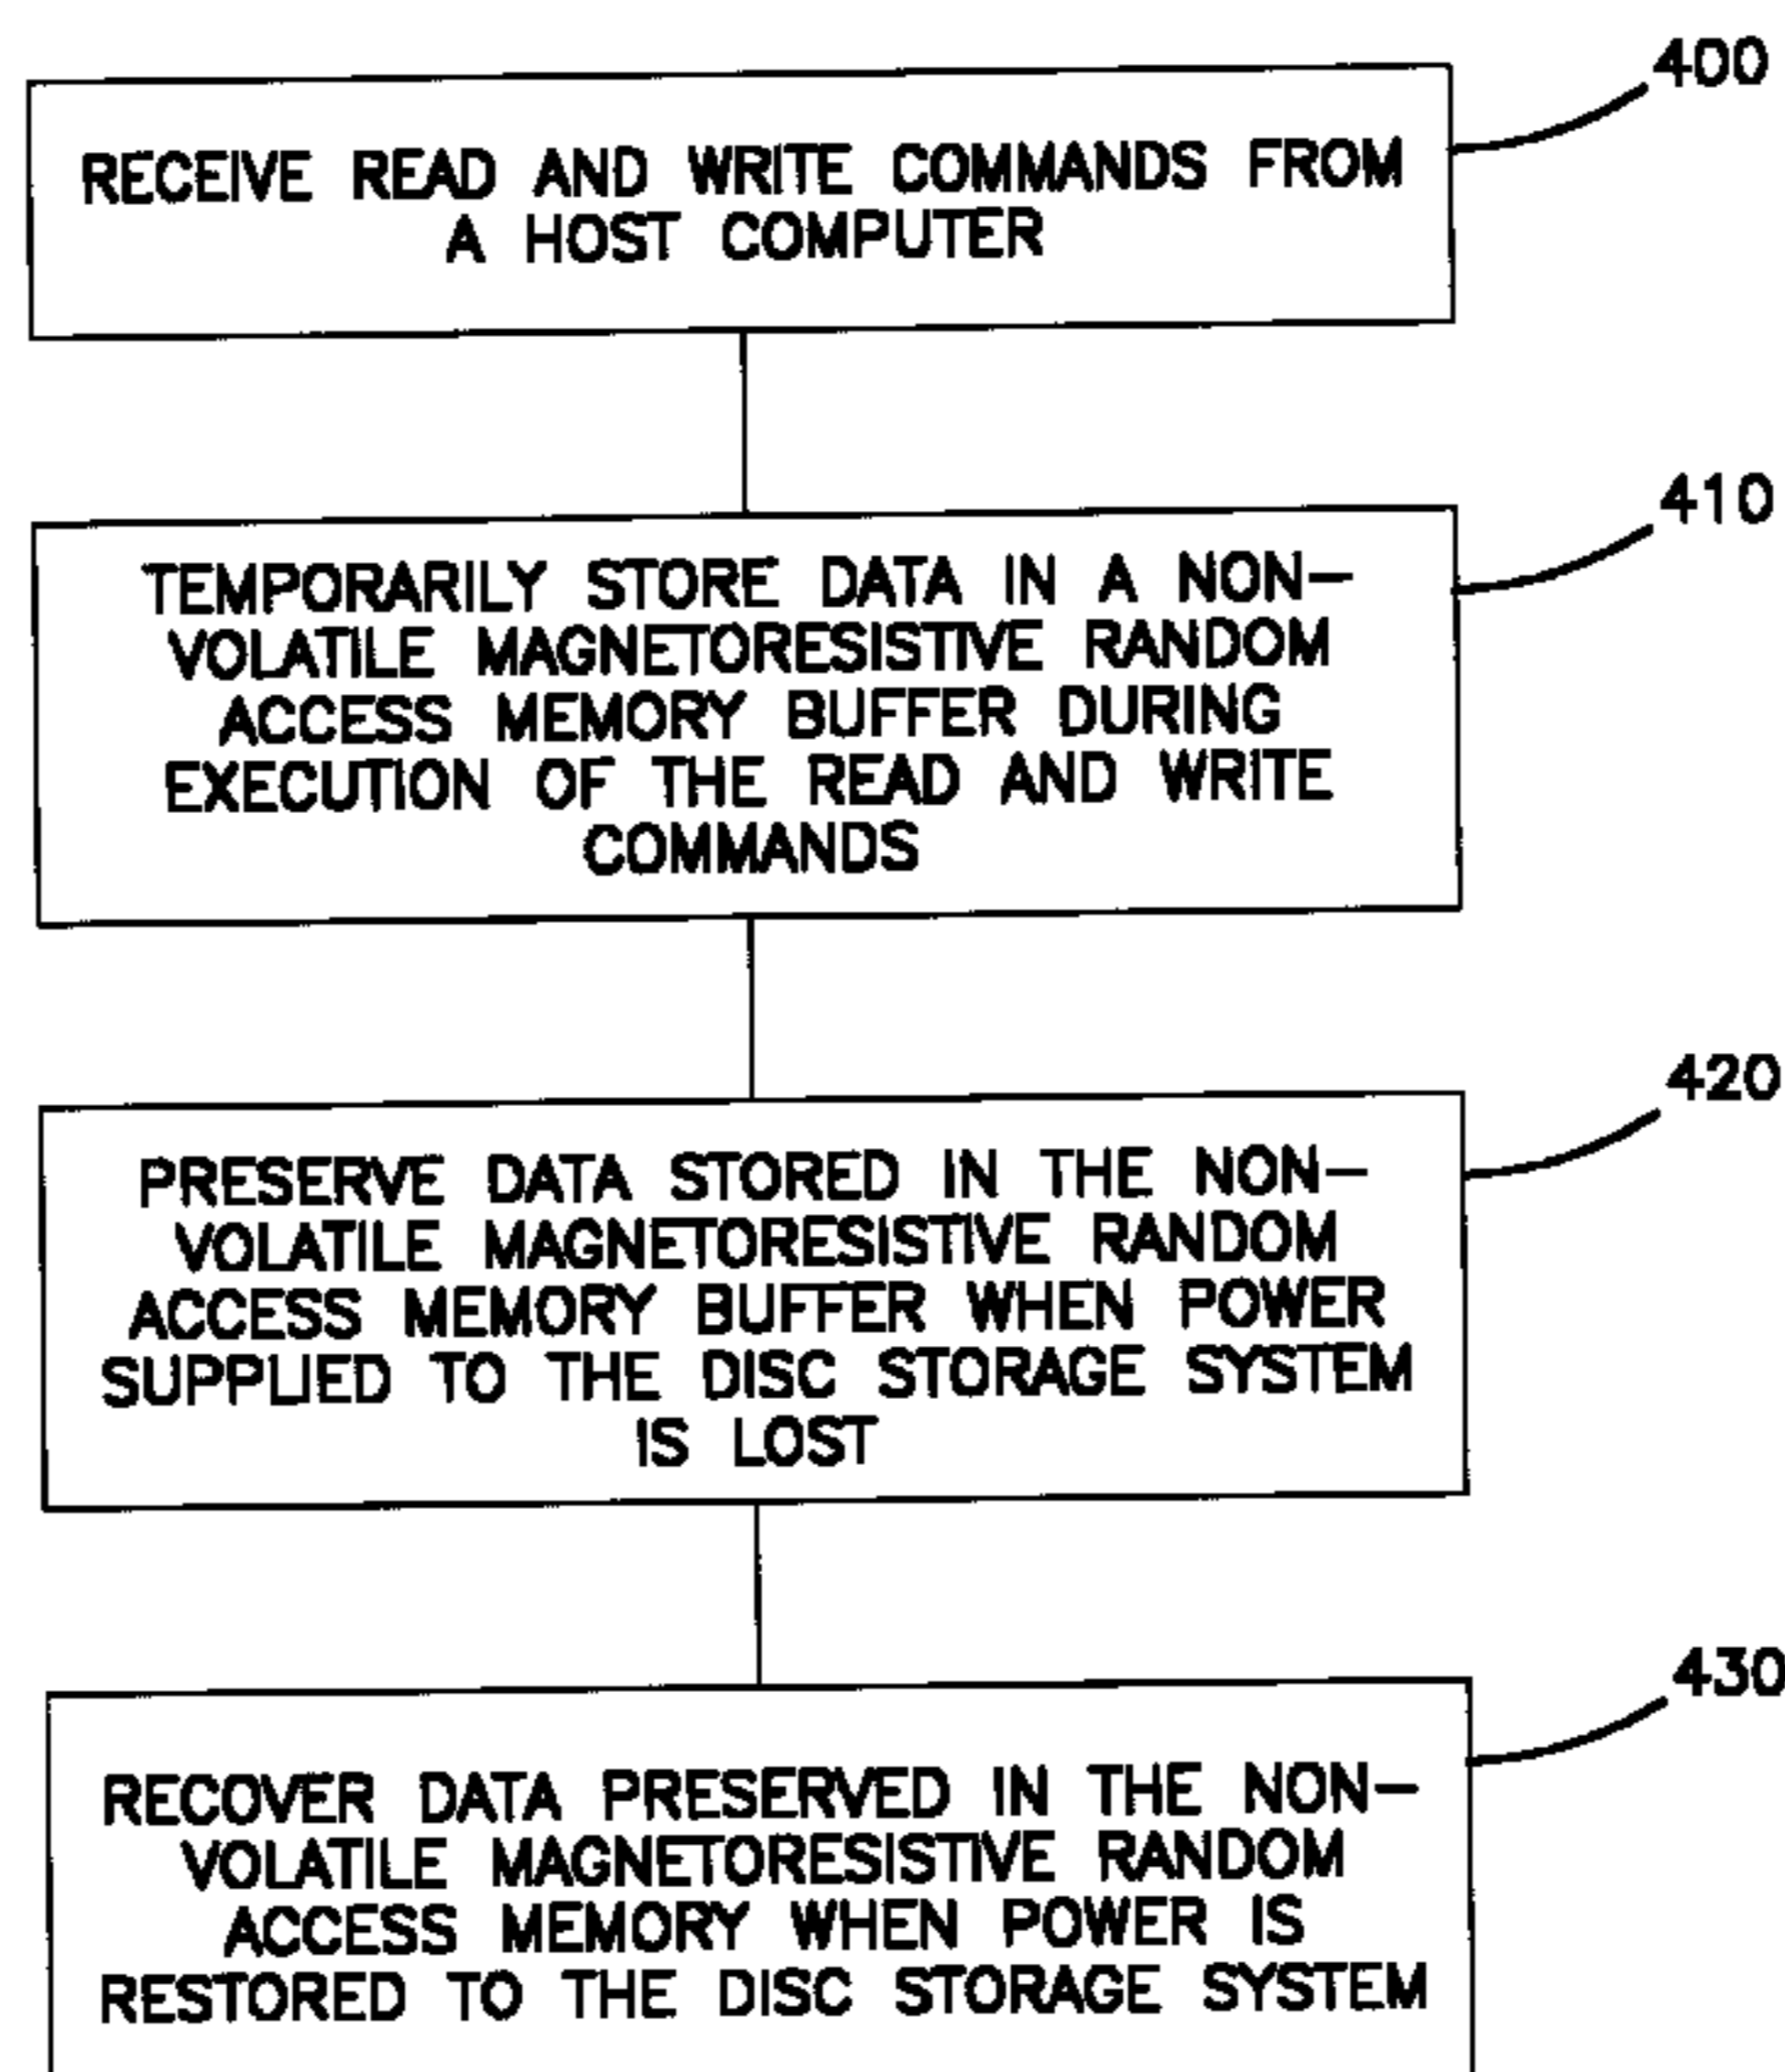 400
RECEIVE READ AND WRITE COMMANDS FROM
A HOST COMPUTER
410
TEMPORARILY STORE DATA IN A NON-
VOLATILE MAGNETORESISTIVE RANDOM
ACCESS MEMORY BUFFER DURING
EXECUTION OF THE READ AND WRITE
COMMANDS
420
PRESERVE DATA STORED IN THE NON-
VOLATILE MAGNETORESISTIVE RANDOM
ACCESS MEMORY BUFFER WHEN POWER
SUPPLIED TO THE DISC STORAGE SYSTEM
IS LOST
430
RECOVER DATA PRESERVED IN THE NON-
VOLATILE MAGNETORESISTIVE RANDOM
ACCESS MEMORY WHEN POWER IS
RESTORED TO THE DISC STORAGE SYSTEM